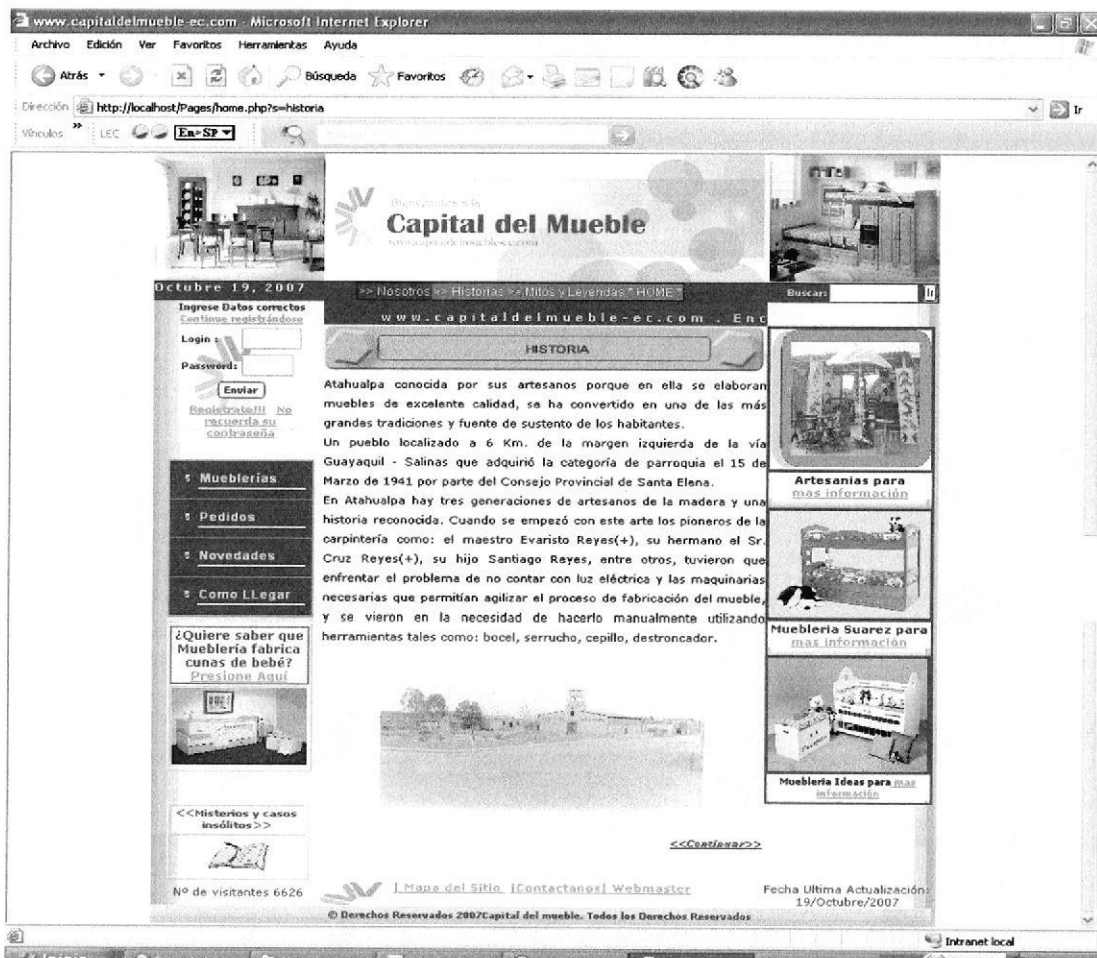 www.capitaldelmueble-ec.com - Microsoft Internet Explorer
Archivo Edición Ver Favoritos Herramientas Ayuda
Atrás Búsqueda Favoritos
Dirección http://localhost/Pages/home.php?s=historia Ir
Vínculos » LEC En>SP
Bienvenidos a la
Capital del Mueble
www.capitaldelmueble-ec.com
Octubre 19, 2007
>> Nosotros >> Historias >> Mitos y Leyendas * HOME *
Buscar: Ir
www.capitaldelmueble-ec.com . Enc
Ingrese Datos correctos
Continue registrándose
Login :
Password:
Enviar
Registrate!!! No
recuerda su
contraseña
Mueblerías
Pedidos
Novedades
Como LLegar
¿Quiere saber que
Mueblería fabrica
cunas de bebé?
Presione Aquí
<<Misterios y casos
insólitos>>
Nº de visitantes 6626
HISTORIA
Atahualpa conocida por sus artesanos porque en ella se elaboran
muebles de excelente calidad, se ha convertido en una de las más
grandes tradiciones y fuente de sustento de los habitantes.
Un pueblo localizado a 6 Km. de la margen izquierda de la vía
Guayaquil - Salinas que adquirió la categoría de parroquia el 15 de
Marzo de 1941 por parte del Consejo Provincial de Santa Elena.
En Atahualpa hay tres generaciones de artesanos de la madera y una
historia reconocida. Cuando se empezó con este arte los pioneros de la
carpintería como: el maestro Evaristo Reyes(+), su hermano el Sr.
Cruz Reyes(+), su hijo Santiago Reyes, entre otros, tuvieron que
enfrentar el problema de no contar con luz eléctrica y las maquinarias
necesarias que permitían agilizar el proceso de fabricación del mueble,
y se vieron en la necesidad de hacerlo manualmente utilizando
herramientas tales como: bocel, serrucho, cepillo, destroncador.
<<Continuar>>
Artesanias para
mas información
Muebleria Suarez para
mas información
Muebleria Ideas para mas
información
| Mapa del Sitio |Contactanos| Webmaster
Fecha Ultima Actualización:
19/Octubre/2007
© Derechos Reservados 2007Capital del mueble. Todos los Derechos Reservados
Intranet local